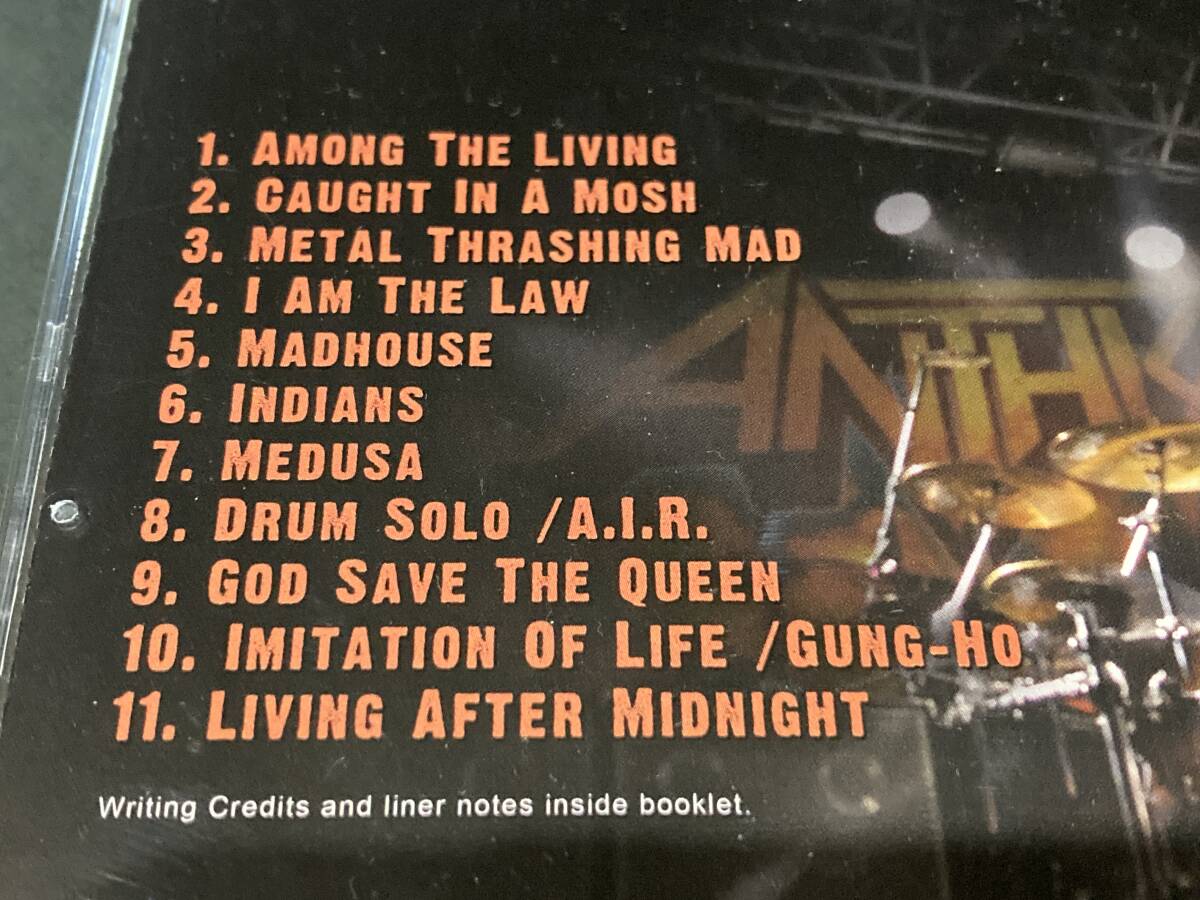 1. AMONG THE LIVING
2. CAUGHT IN A MOSH
3. METAL THRASHING MAD
4. I AM THE LAW
5. MADHOUSE
6. INDIANS
7. MEDUSA
8. DRUM SOLO /A.I.R.
9. GOD SAVE THE QUEEN
10. IMITATION OF LIFE /GUNG-HO
11. LIVING AFTER MIDNIGHT
Writing Credits and liner notes inside booklet.
ANTHR